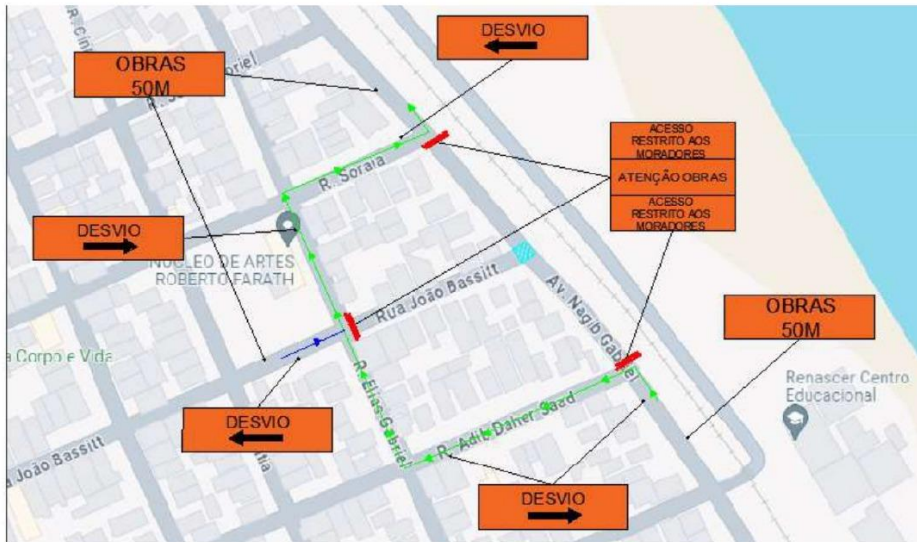 DESVIO
OBRAS
50M
ACESSO
RESTRITO AOS
MORADORES
ATENÇÃO OBRAS
ACESSO
RESTRITO AOS
MORADORES
R. Soraia
DESVIO
NÚCLEO DE ARTES
ROBERTO FARATH
Rua João Bassitt
Av. Nagib Gabriel
OBRAS
50M
a Corpo e Vida
Renascer Centro
Educacional
R. Elias Gabriel
DESVIO
R. Adib Daher Saad
a João Bassitt
DESVIO